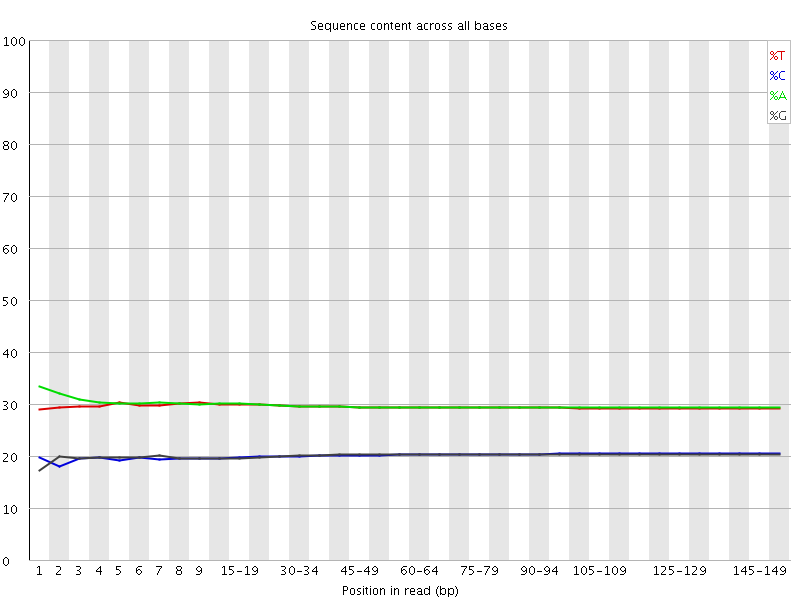 Sequence content across all bases
100
90
80
70
60
50
40
30
20
10
0
%T
%C
%A
%G
1 2 3 4 5 6 7 8 9 15-19 30-34 45-49 60-64 75-79 90-94 105-109 125-129 145-149
Position in read (bp)